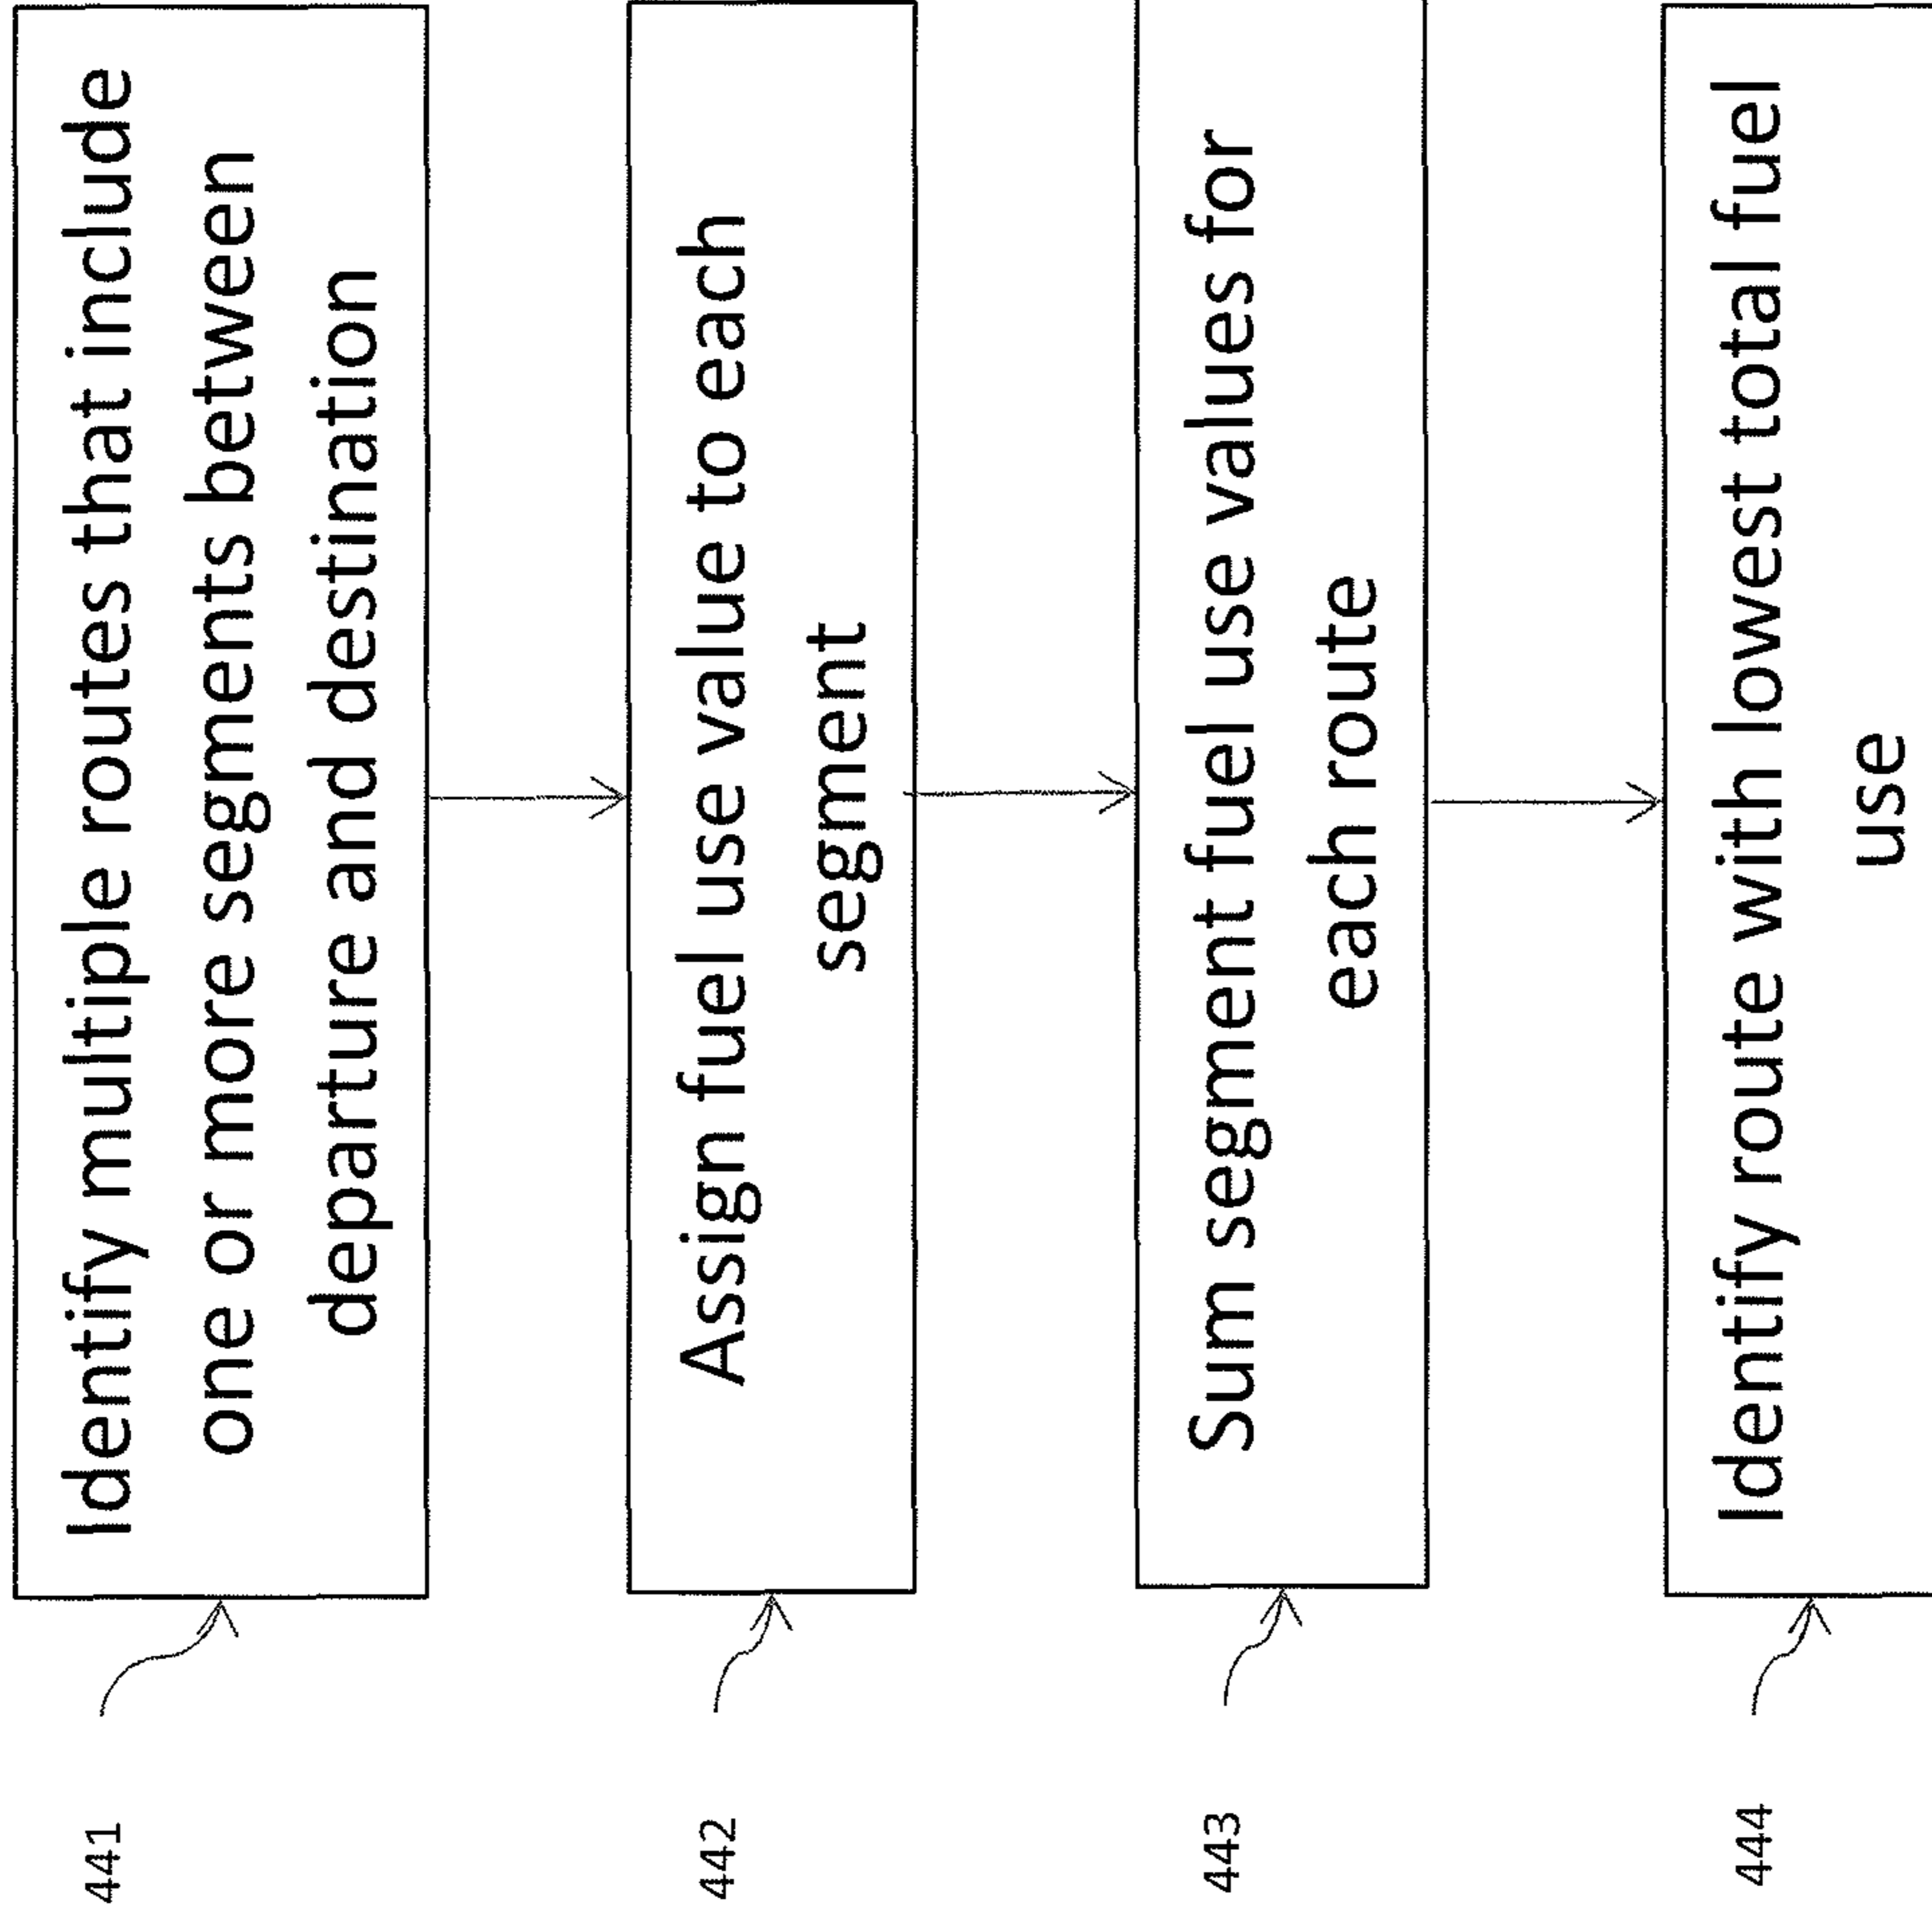 441
Identify multiple routes that include
one or more segments between
departure and destination
442
Assign fuel use value to each
segment
443
Sum segment fuel use values for
each route
444
Identify route with lowest total fuel
use